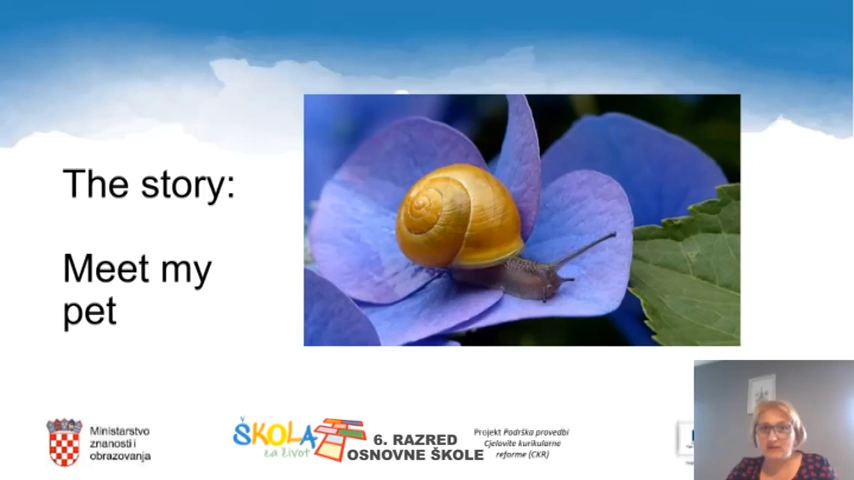 The story:
Meet my
pet
Ministarstvo
znanosti i
obrazovanja
ŠKOLA
za život
6. RAZRED
OSNOVNE ŠKOLE
Projekt Podrška provedbi
Cjelovite kurikularne
reforme (CKR)